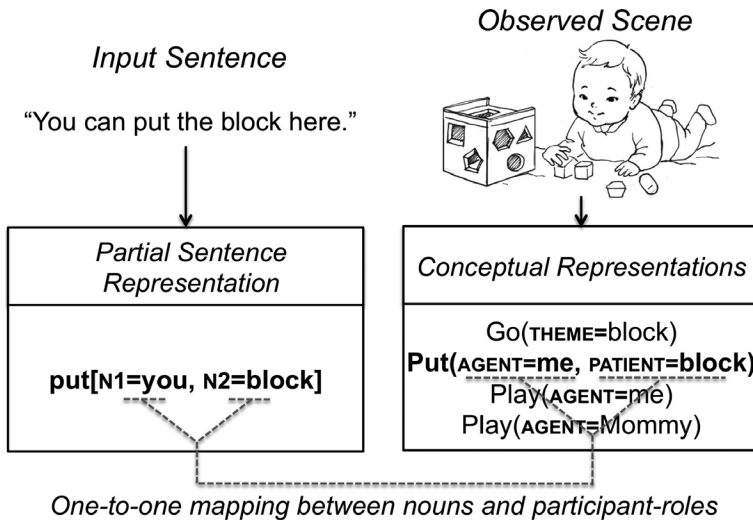 Input Sentence
“You can put the block here.”
Observed Scene
Partial Sentence
Representation
put[N1=you, N2=block]
Conceptual Representations
Go(THEME=block)
Put(AGENT=me, PATIENT=block)
Play(AGENT=me)
Play(AGENT=Mommy)
One-to-one mapping between nouns and participant-roles